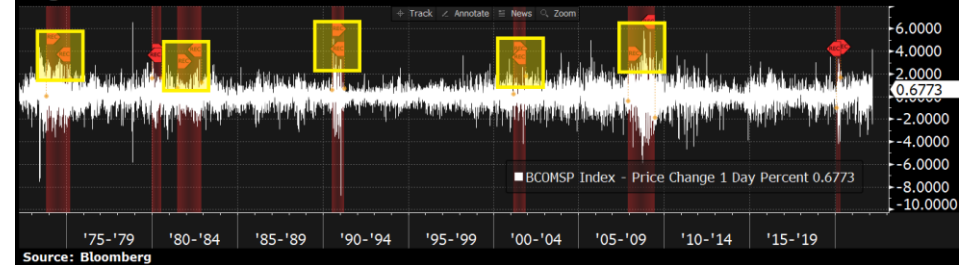 Track Annotate News Zoom
6.0000
4.0000
2.0000
0.6773
-2.0000
-4.0000
-6.0000
BCOMSP Index - Price Change 1 Day Percent 0.6773
-8.0000
-10.0000
'75-'79 '80-'84 '85-'89 '90-'94 '95-'99 '00-'04 '05-'09 '10-'14 '15-'19
Source: Bloomberg